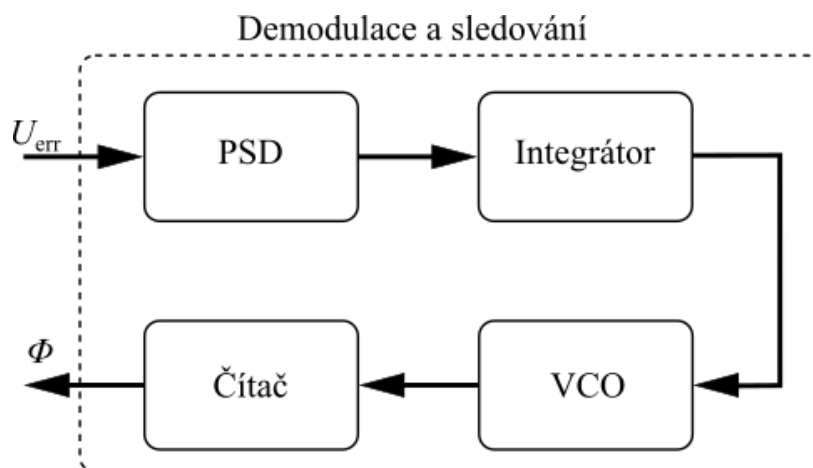 Demodulace a sledování
U_err
PSD
Integrátor
Φ
Čítač
VCO